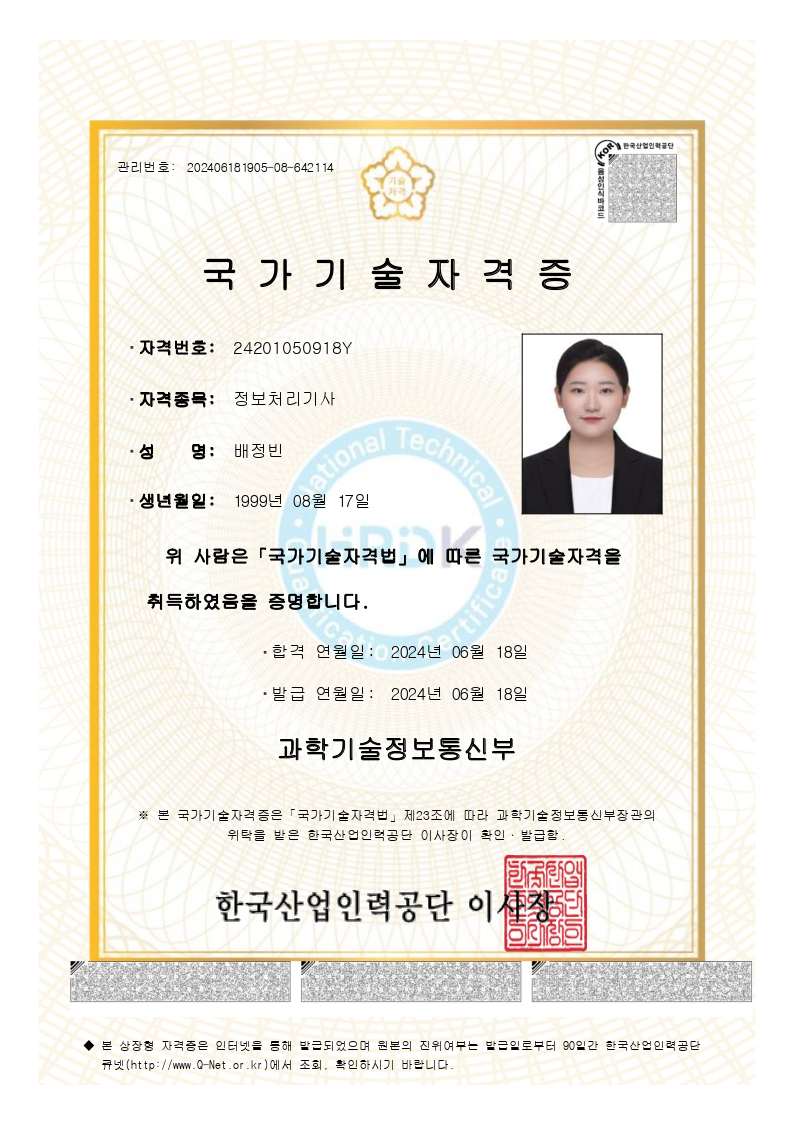 관리번호: 202406181905-08-642114
기술
자격
KOR 한국산업인력공단
음성인식바코드
국가기술자격증
· 자격번호: 24201050918Y
· 자격종목: 정보처리기사
· 성 명: 배정빈
· 생년월일: 1999년 08월 17일
National Technical
HRDK
Qualification Certificate
위 사람은「국가기술자격법」에 따른 국가기술자격을
취득하였음을 증명합니다.
· 합격 연월일: 2024년 06월 18일
· 발급 연월일: 2024년 06월 18일
과학기술정보통신부
※ 본 국가기술자격증은「국가기술자격법」제23조에 따라 과학기술정보통신부장관의
위탁을 받은 한국산업인력공단 이사장이 확인·발급함.
한국산업인력공단 이사장
◆ 본 상장형 자격증은 인터넷을 통해 발급되었으며 원본의 진위여부는 발급일로부터 90일간 한국산업인력공단
큐넷(http://www.Q-Net.or.kr)에서 조회, 확인하시기 바랍니다.